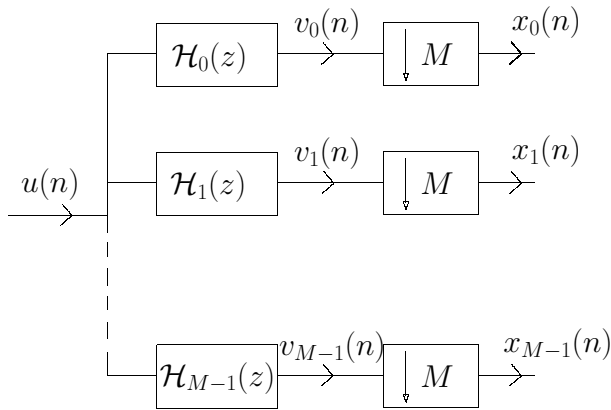 v_0(n) x_0(n)
ℋ_0(z) M
v_1(n) x_1(n)
u(n) ℋ_1(z) M
v_{M−1}(n) x_{M−1}(n)
ℋ_{M−1}(z) M